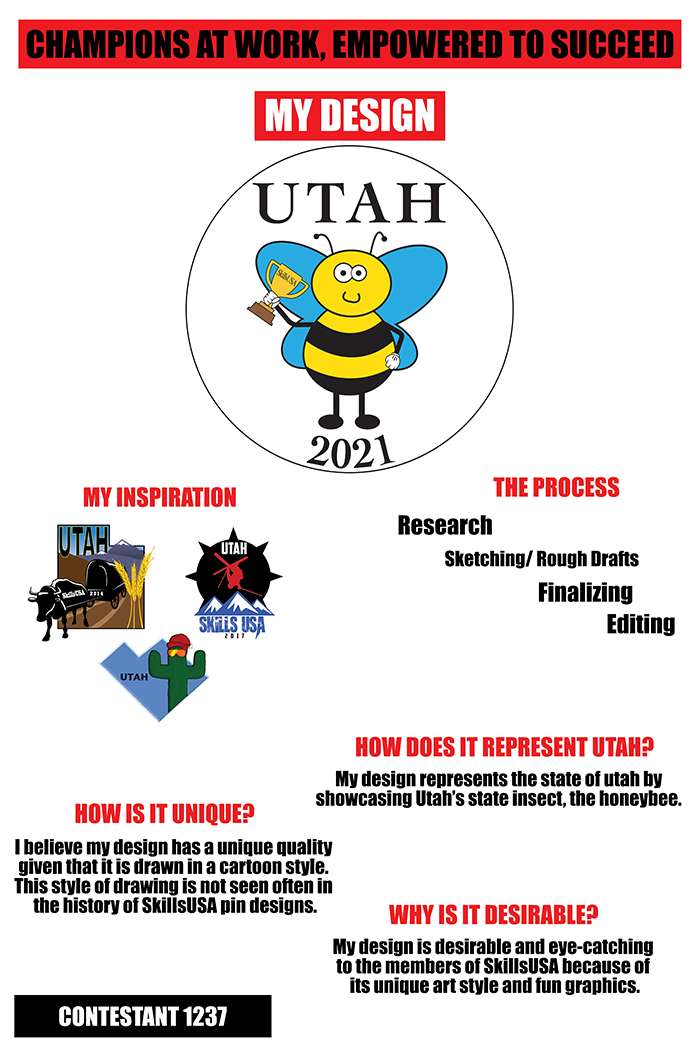 CHAMPIONS AT WORK, EMPOWERED TO SUCCEED
MY DESIGN
UTAH
SkillsUSA
2021
MY INSPIRATION
UTAH
SkillsUSA 2016
UTAH
SKILLS USA
2017
UTAH
THE PROCESS
Research
Sketching/ Rough Drafts
Finalizing
Editing
HOW DOES IT REPRESENT UTAH?
My design represents the state of utah by
showcasing Utah's state insect, the honeybee.
HOW IS IT UNIQUE?
I believe my design has a unique quality
given that it is drawn in a cartoon style.
This style of drawing is not seen often in
the history of SkillsUSA pin designs.
WHY IS IT DESIRABLE?
My design is desirable and eye-catching
to the members of SkillsUSA because of
its unique art style and fun graphics.
CONTESTANT 1237